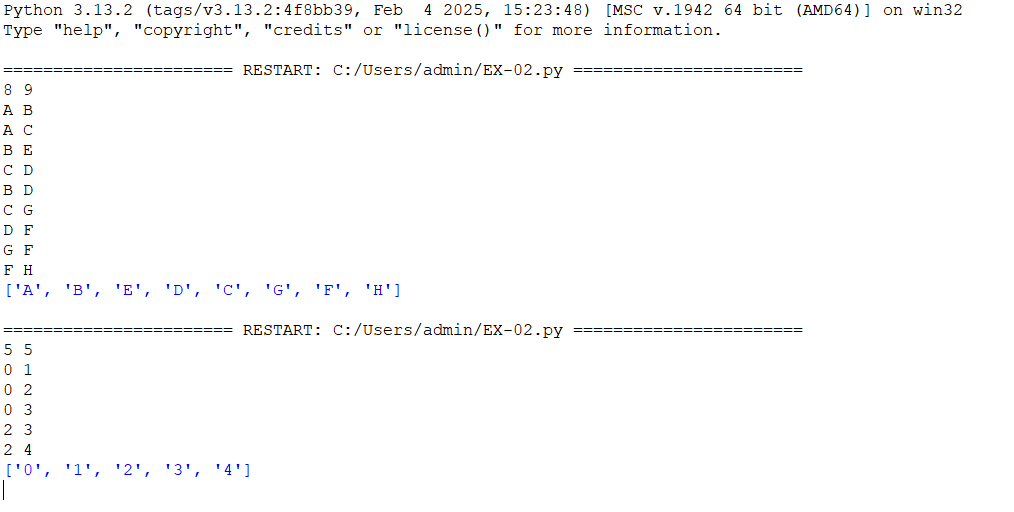 Python 3.13.2 (tags/v3.13.2:4f8bb39, Feb  4 2025, 15:23:48) [MSC v.1942 64 bit (AMD64)] on win32
Type "help", "copyright", "credits" or "license()" for more information.
======================= RESTART: C:/Users/admin/EX-02.py =======================
8 9
A B
A C
B E
C D
B D
C G
D F
G F
F H
['A', 'B', 'E', 'D', 'C', 'G', 'F', 'H']
======================= RESTART: C:/Users/admin/EX-02.py =======================
5 5
0 1
0 2
0 3
2 3
2 4
['0', '1', '2', '3', '4']